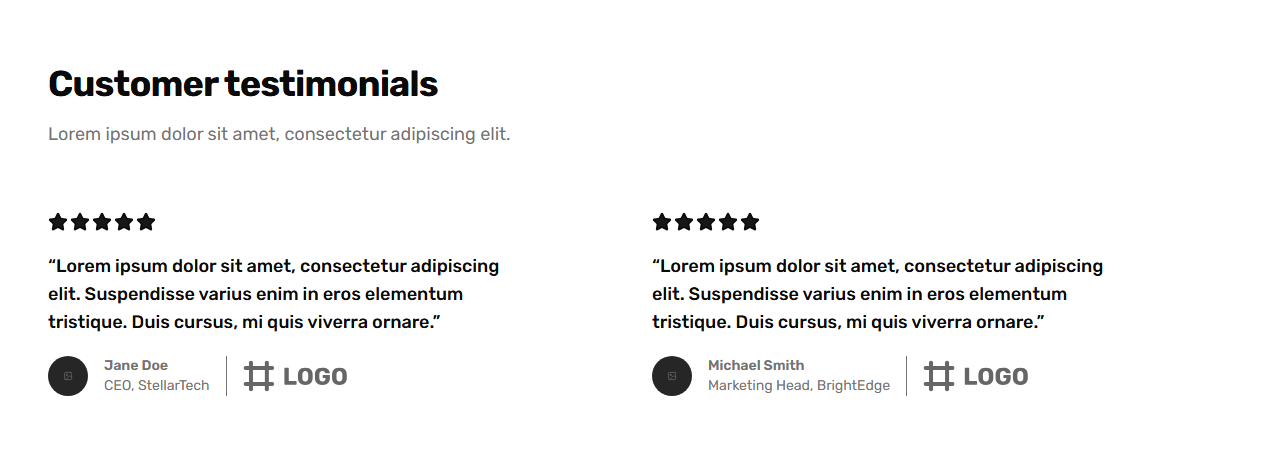 Customer testimonials
Lorem ipsum dolor sit amet, consectetur adipiscing elit.
“Lorem ipsum dolor sit amet, consectetur adipiscing
elit. Suspendisse varius enim in eros elementum
tristique. Duis cursus, mi quis viverra ornare.”
Jane Doe
CEO, StellarTech
LOGO
“Lorem ipsum dolor sit amet, consectetur adipiscing
elit. Suspendisse varius enim in eros elementum
tristique. Duis cursus, mi quis viverra ornare.”
Michael Smith
Marketing Head, BrightEdge
LOGO